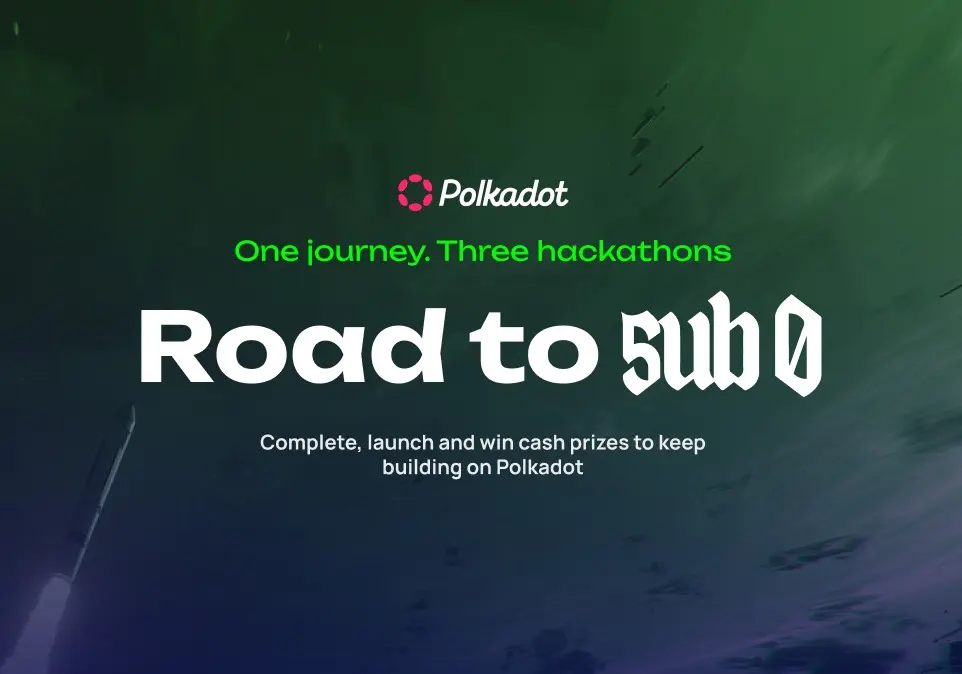 Polkadot
One journey. Three hackathons
Road to sub0
Complete, launch and win cash prizes to keep
building on Polkadot